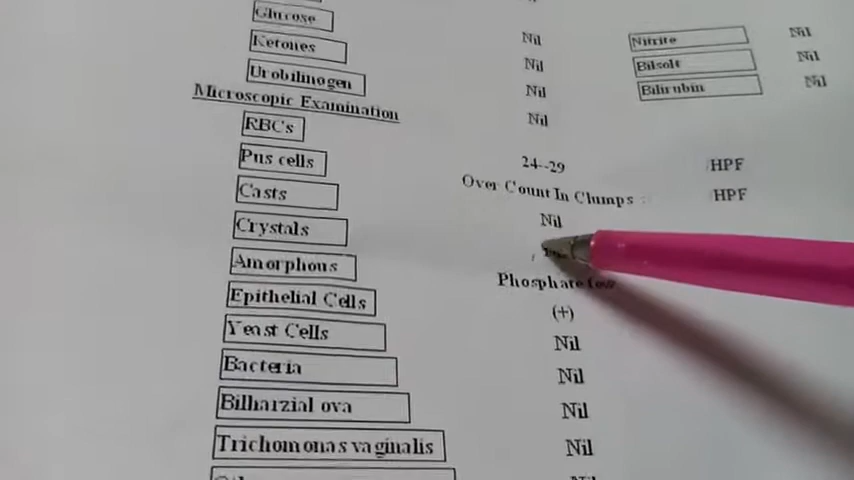 Glucose Nil
Ketones Nil Nitrite Nil
Urobilinogen Nil Bilsolt Nil
Microscopic Examination Nil Bilirubin Nil
RBCs 24--29 HPF
Pus cells Over Count In Clumps HPF
Casts Nil
Crystals
Amorphous Phosphate few
Epithelial Cells (+)
Yeast Cells Nil
Bacteria Nil
Bilharzial ova Nil
Trichomonas vaginalis Nil
Nil